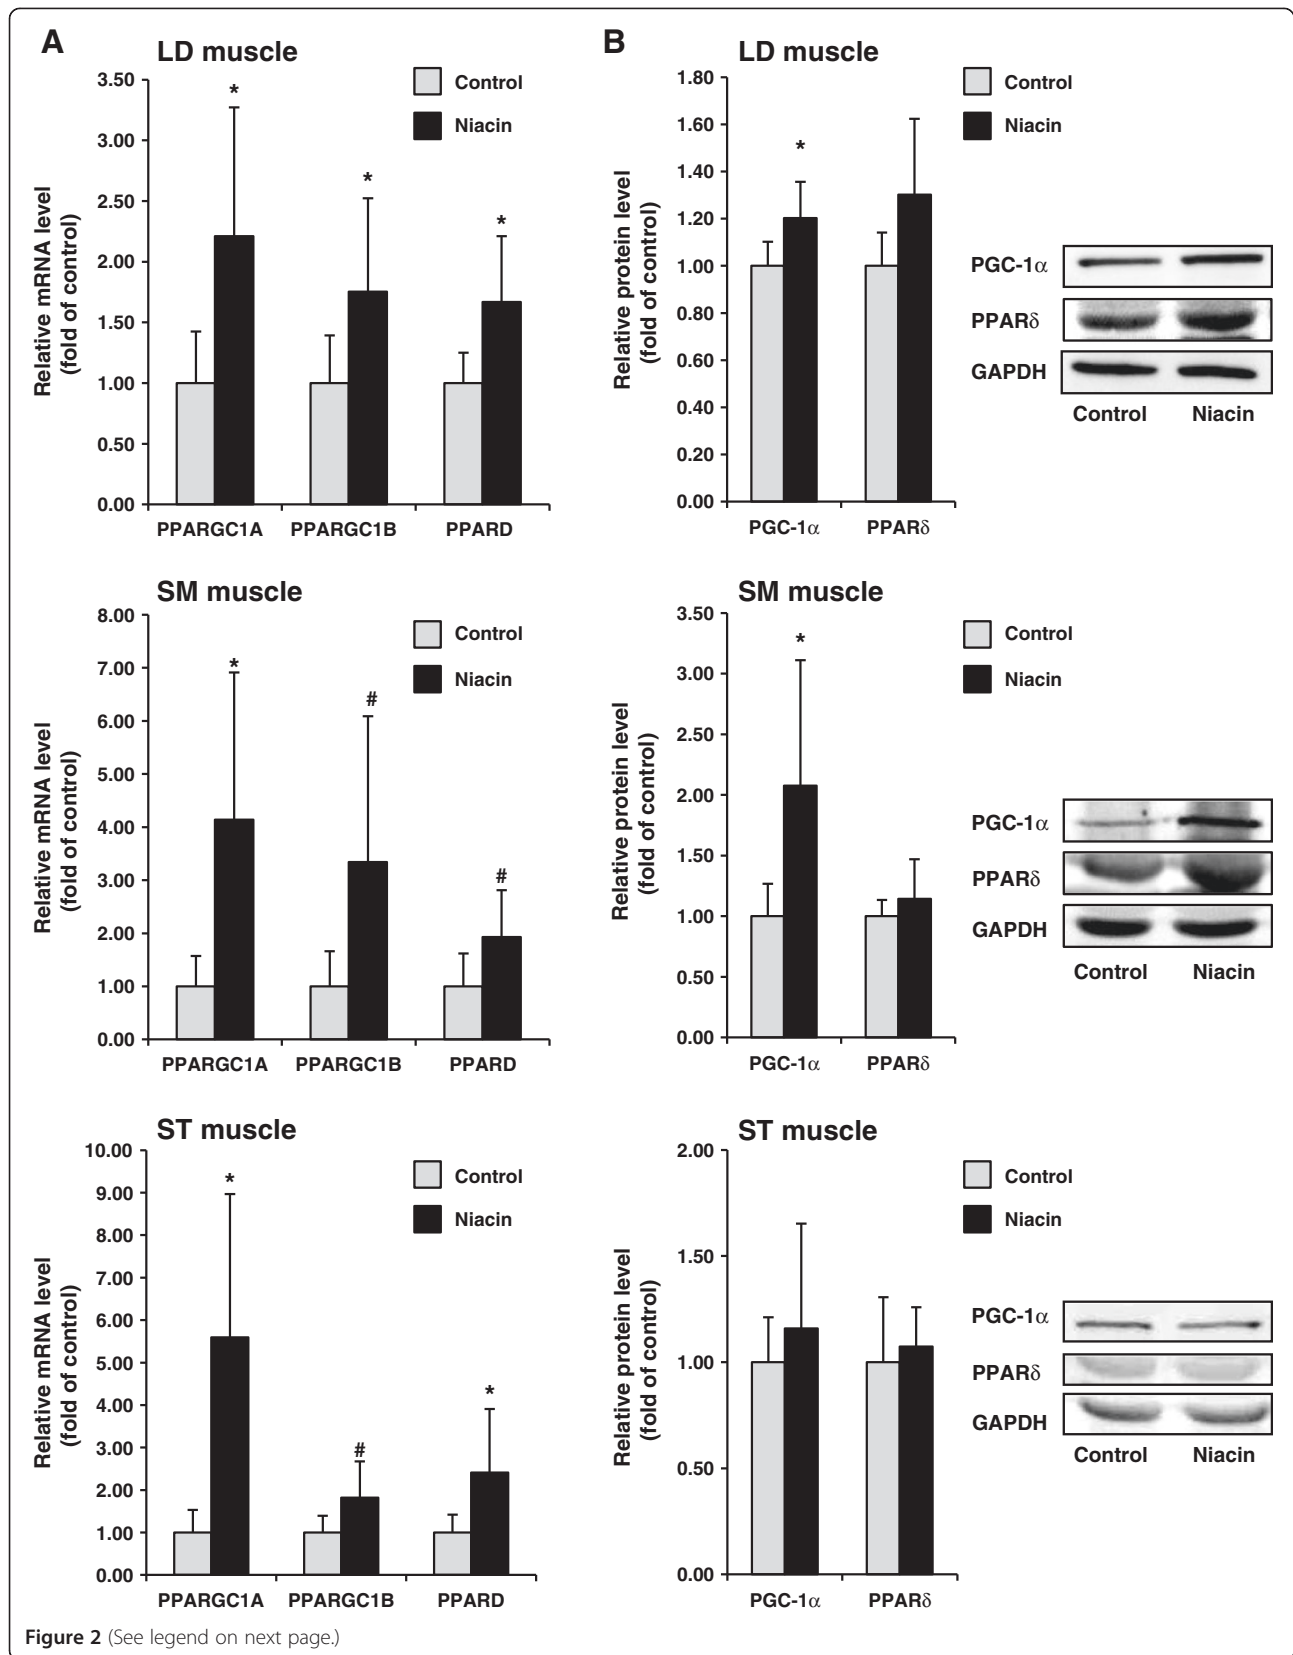 A
LD muscle
Control
Niacin
3.50
3.00
2.50
2.00
1.50
1.00
0.50
0.00
Relative mRNA level
(fold of control)
*
*
*
PPARGC1A PPARGC1B PPARD
B
LD muscle
Control
Niacin
1.80
1.60
1.40
1.20
1.00
0.80
0.60
0.40
0.20
0.00
Relative protein level
(fold of control)
*
PGC-1α PPARδ
PGC-1α
PPARδ
GAPDH
Control Niacin
SM muscle
Control
Niacin
8.00
7.00
6.00
5.00
4.00
3.00
2.00
1.00
0.00
Relative mRNA level
(fold of control)
*
#
#
PPARGC1A PPARGC1B PPARD
SM muscle
Control
Niacin
3.50
3.00
2.50
2.00
1.50
1.00
0.50
0.00
Relative protein level
(fold of control)
*
PGC-1α PPARδ
PGC-1α
PPARδ
GAPDH
Control Niacin
ST muscle
Control
Niacin
10.00
9.00
8.00
7.00
6.00
5.00
4.00
3.00
2.00
1.00
0.00
Relative mRNA level
(fold of control)
*
#
*
PPARGC1A PPARGC1B PPARD
ST muscle
Control
Niacin
2.00
1.50
1.00
0.50
0.00
Relative protein level
(fold of control)
PGC-1α PPARδ
PGC-1α
PPARδ
GAPDH
Control Niacin
Figure 2 (See legend on next page.)